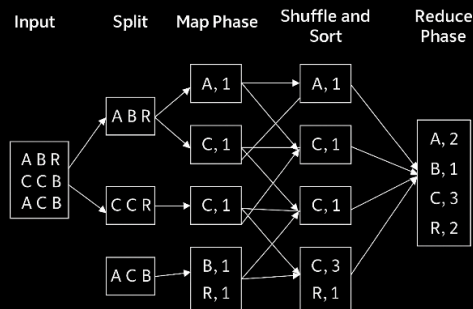 Input
Split
Map Phase
Shuffle and
Sort
Reduce
Phase
A B R
C C B
A C B
A B R
C C R
A C B
A, 1
C, 1
C, 1
B, 1
R, 1
A, 1
C, 1
C, 1
C, 3
R, 1
A, 2
B, 1
C, 3
R, 2